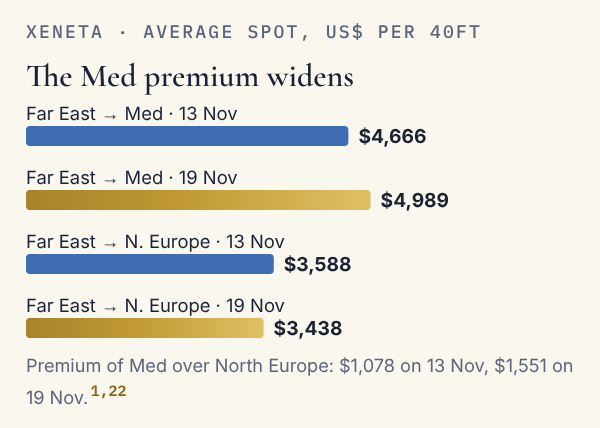 XENETA · AVERAGE SPOT, US$ PER 40FT
The Med premium widens
Far East → Med · 13 Nov
$4,666
Far East → Med · 19 Nov
$4,989
Far East → N. Europe · 13 Nov
$3,588
Far East → N. Europe · 19 Nov
$3,438
Premium of Med over North Europe: $1,078 on 13 Nov, $1,551 on
19 Nov.1,22